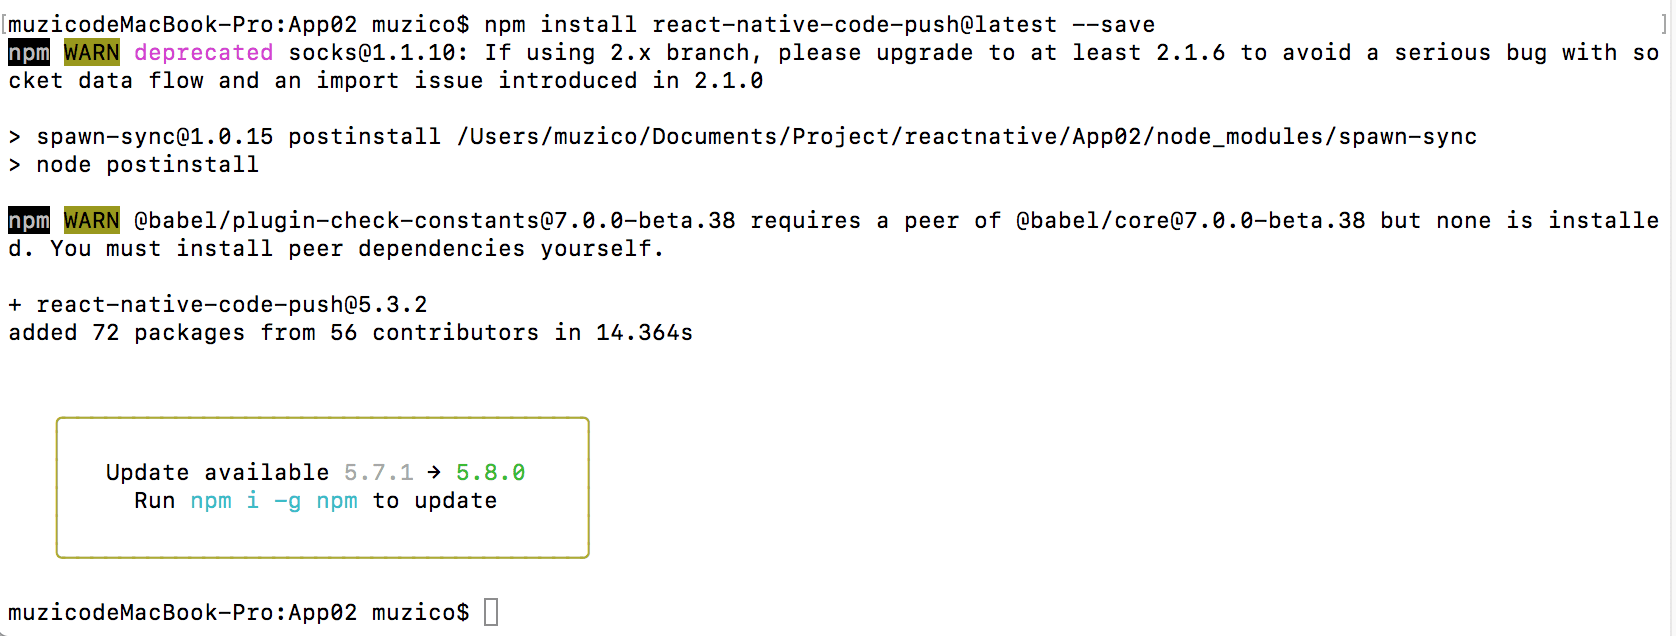 [muzicodeMacBook-Pro:App02 muzico$ npm install react-native-code-push@latest --save ]
npm WARN deprecated socks@1.1.10: If using 2.x branch, please upgrade to at least 2.1.6 to avoid a serious bug with so
cket data flow and an import issue introduced in 2.1.0
> spawn-sync@1.0.15 postinstall /Users/muzico/Documents/Project/reactnative/App02/node_modules/spawn-sync
> node postinstall
npm WARN @babel/plugin-check-constants@7.0.0-beta.38 requires a peer of @babel/core@7.0.0-beta.38 but none is installe
d. You must install peer dependencies yourself.
+ react-native-code-push@5.3.2
added 72 packages from 56 contributors in 14.364s
Update available 5.7.1 → 5.8.0
Run npm i -g npm to update
muzicodeMacBook-Pro:App02 muzico$